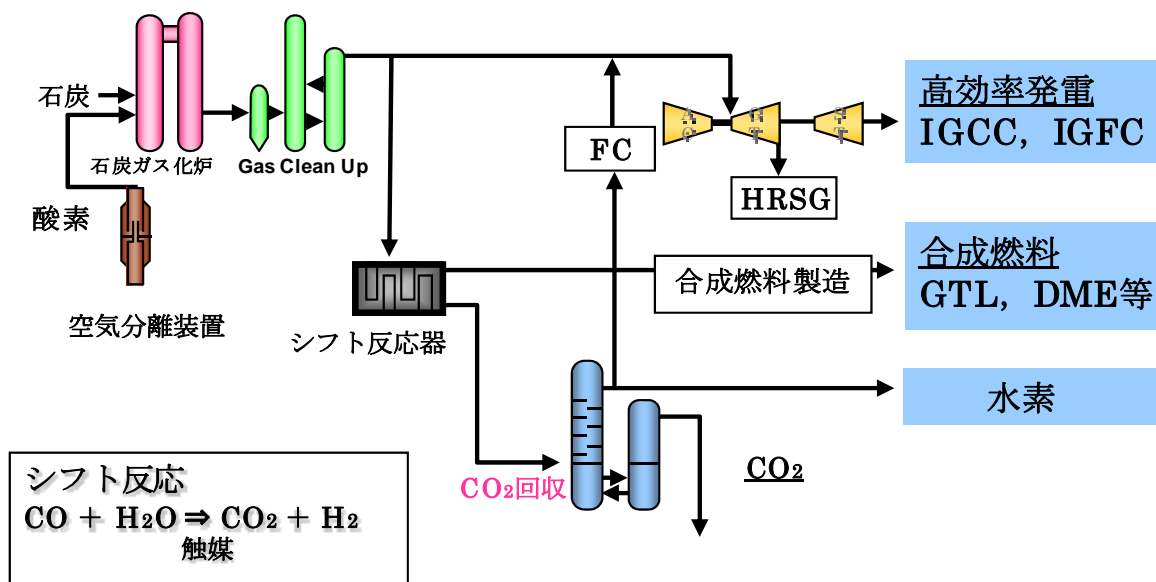 石炭
石炭ガス化炉
Gas Clean Up
酸素
空気分離装置
FC
HRSG
高効率発電
IGCC, IGFC
合成燃料製造
合成燃料
GTL, DME等
シフト反応器
水素
CO₂回収
CO₂
シフト反応
CO + H₂O ⇒ CO₂ + H₂
触媒